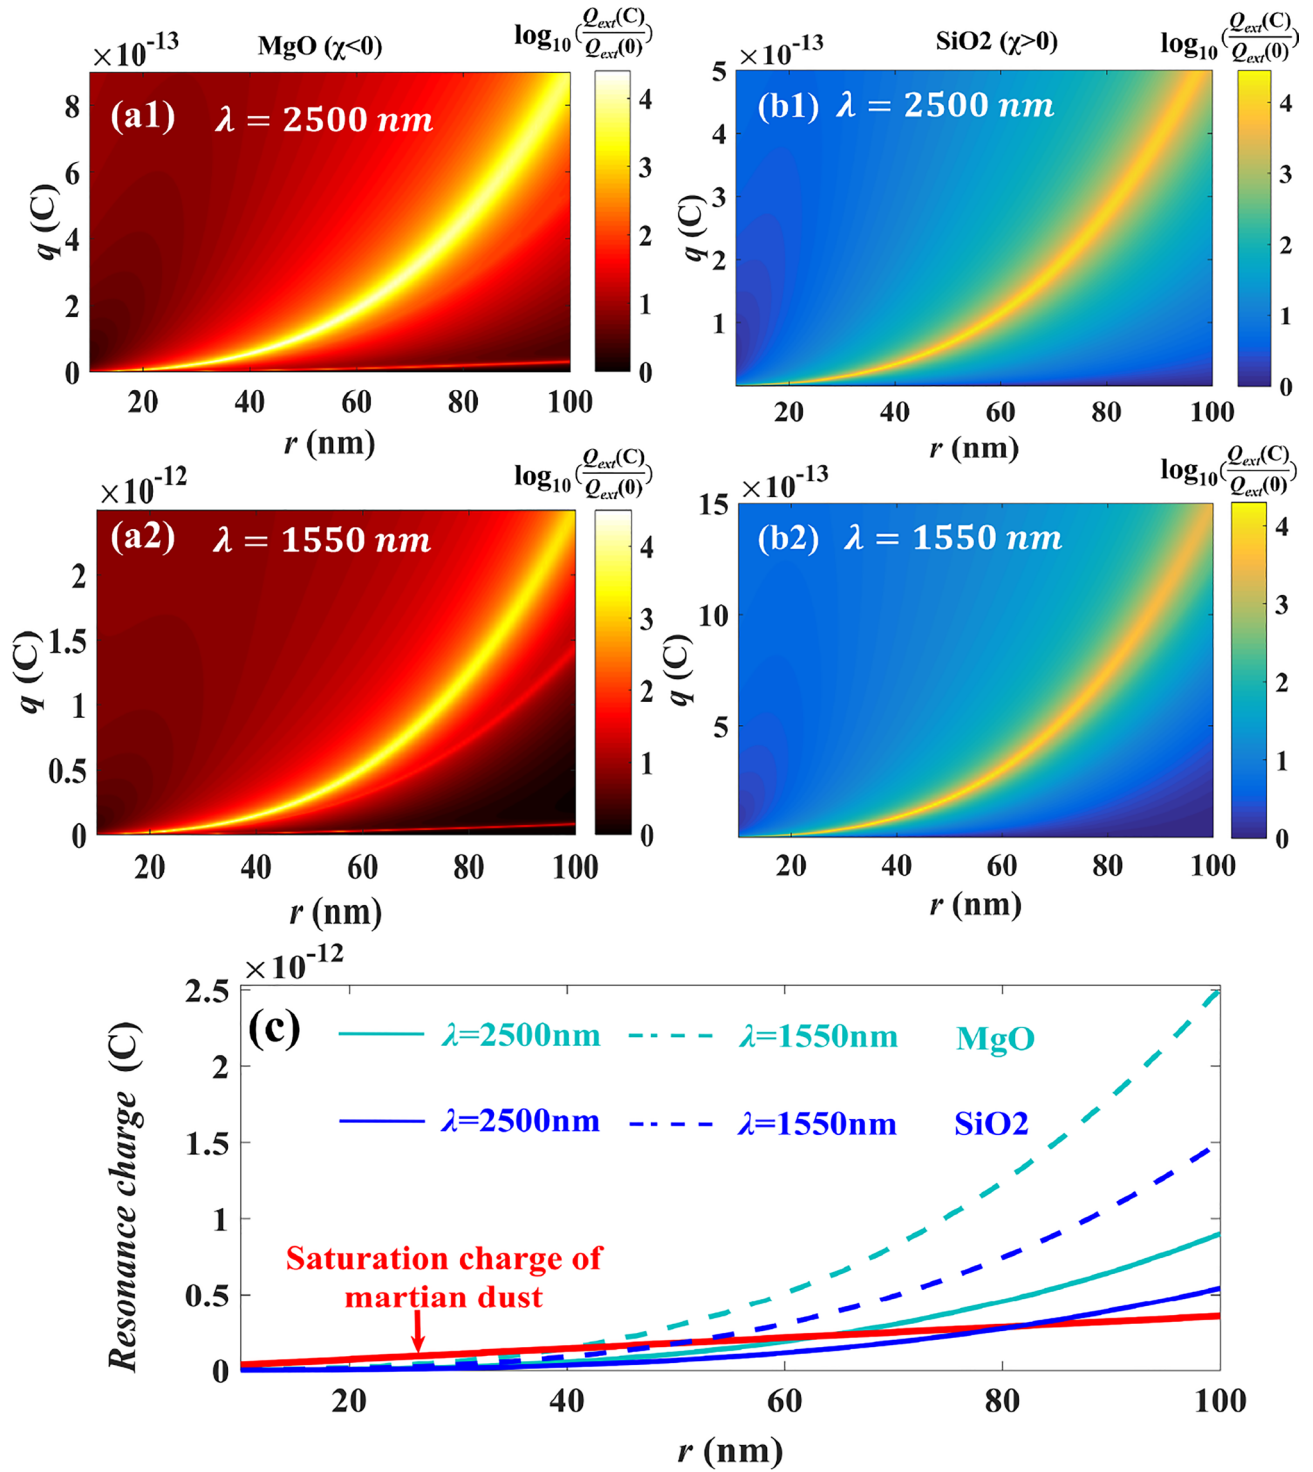 ×10-13
MgO (χ<0)
log10(Qext(C)/Qext(0))
(a1) λ = 2500 nm
8
6
4
2
0
q (C)
4
3
2
1
0
20 40 60 80 100
r (nm)
×10-13
SiO2 (χ>0)
log10(Qext(C)/Qext(0))
(b1) λ = 2500 nm
5
4
3
2
1
q (C)
4
3
2
1
0
20 40 60 80 100
r (nm)
×10-12
log10(Qext(C)/Qext(0))
(a2) λ = 1550 nm
2
1.5
1
0.5
0
q (C)
4
3
2
1
0
20 40 60 80 100
r (nm)
×10-13
log10(Qext(C)/Qext(0))
(b2) λ = 1550 nm
15
10
5
q (C)
4
3
2
1
0
20 40 60 80 100
r (nm)
×10-12
(c)
λ=2500nm λ=1550nm MgO
λ=2500nm λ=1550nm SiO2
Saturation charge of
martian dust
2.5
2
1.5
1
0.5
0
Resonance charge (C)
20 40 60 80 100
r (nm)